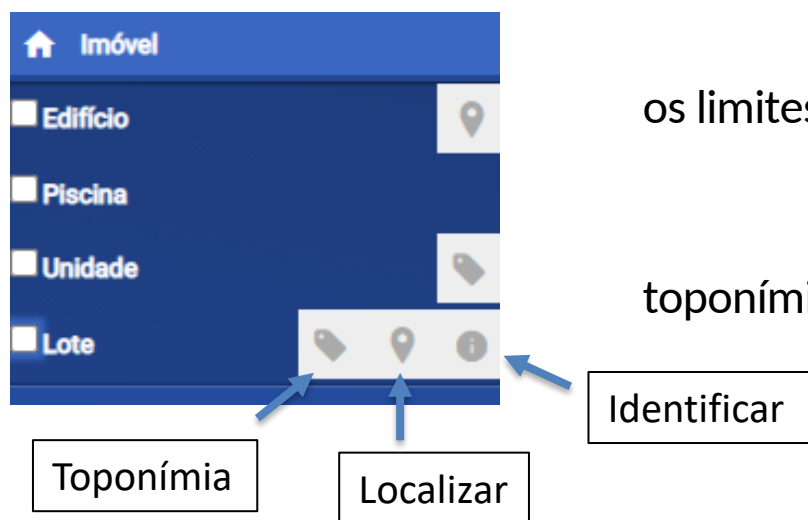 Imóvel
Edifício
os limites
Piscina
Unidade
toponími
Lote
Identificar
Toponímia
Localizar